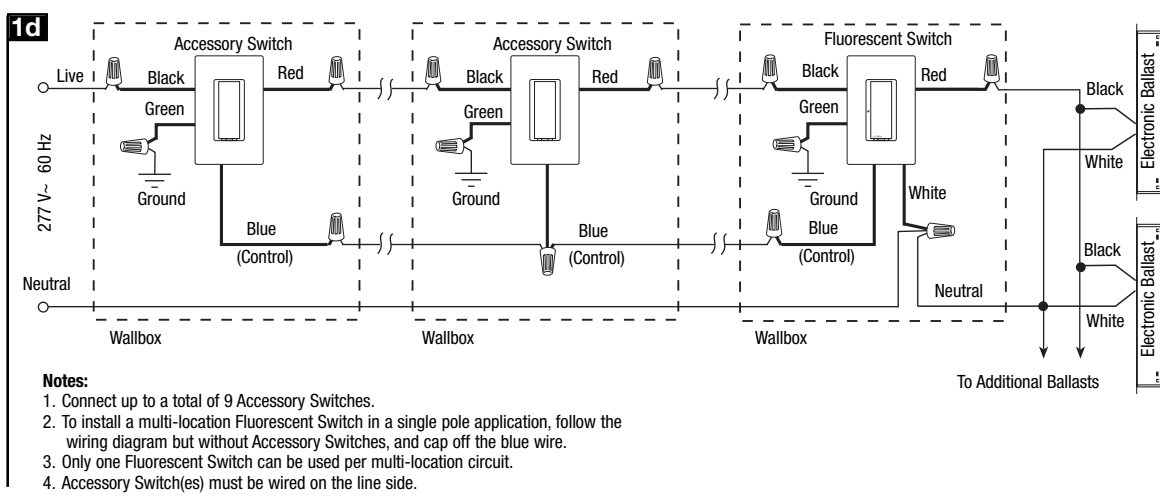 1d
Accessory Switch
Accessory Switch
Fluorescent Switch
Live
Black
Red
Black
Red
Black
Red
Black
Green
Green
Green
277 V~ 60 Hz
Electronic Ballast
White
Ground
Ground
Ground
White
Blue
(Control)
Blue
(Control)
Blue
(Control)
Black
Neutral
Neutral
White
Electronic Ballast
Wallbox
Wallbox
Wallbox
To Additional Ballasts
Notes:
1. Connect up to a total of 9 Accessory Switches.
2. To install a multi-location Fluorescent Switch in a single pole application, follow the
wiring diagram but without Accessory Switches, and cap off the blue wire.
3. Only one Fluorescent Switch can be used per multi-location circuit.
4. Accessory Switch(es) must be wired on the line side.